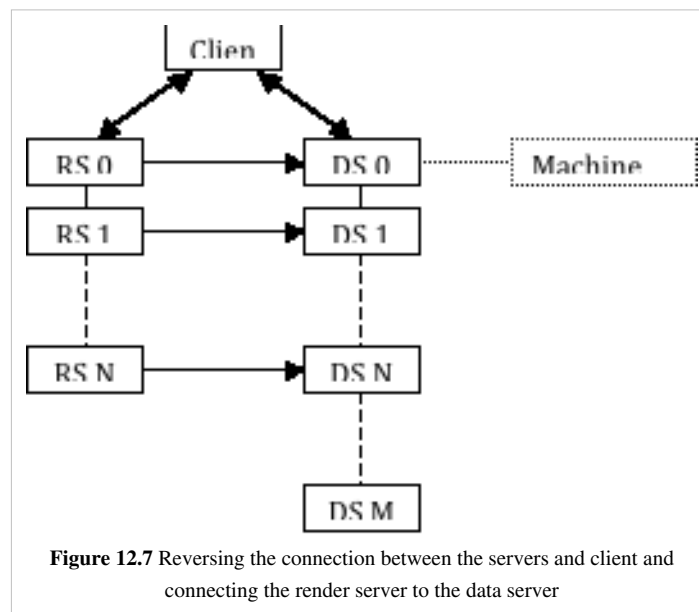 Clien
RS 0
DS 0
Machine
RS 1
DS 1
RS N
DS N
DS M
Figure 12.7 Reversing the connection between the servers and client and
connecting the render server to the data server